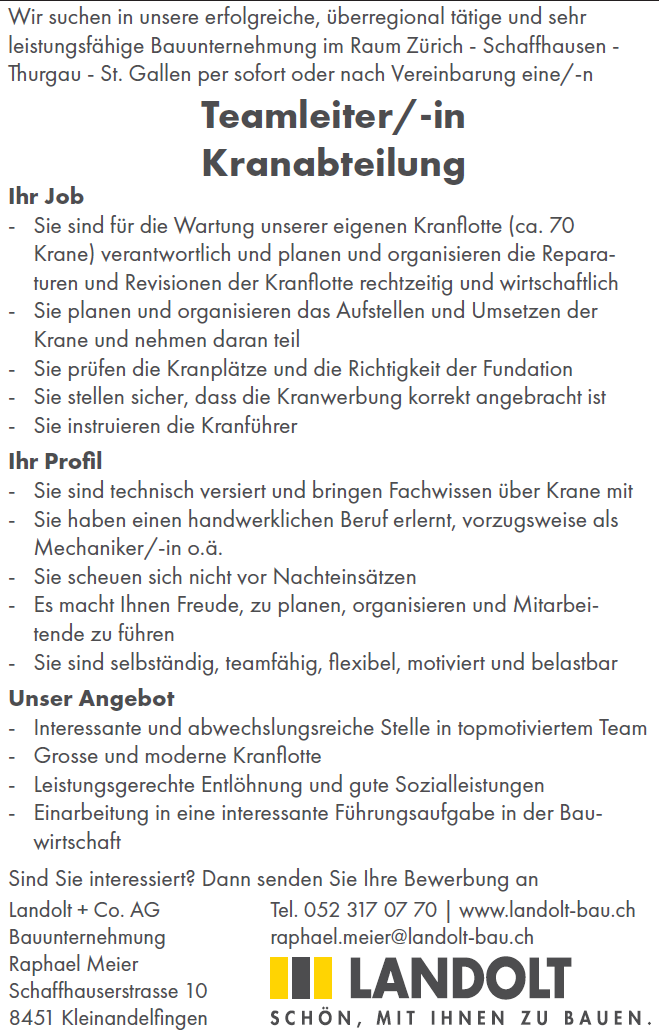 Wir suchen in unsere erfolgreiche, überregional tätige und sehr
leistungsfähige Bauunternehmung im Raum Zürich - Schaffhausen -
Thurgau - St. Gallen per sofort oder nach Vereinbarung eine/-n
Teamleiter/-in
Kranabteilung
Ihr Job
- Sie sind für die Wartung unserer eigenen Kranflotte (ca. 70
Krane) verantwortlich und planen und organisieren die Repara-
turen und Revisionen der Kranflotte rechtzeitig und wirtschaftlich
- Sie planen und organisieren das Aufstellen und Umsetzen der
Krane und nehmen daran teil
- Sie prüfen die Kranplätze und die Richtigkeit der Fundation
- Sie stellen sicher, dass die Kranwerbung korrekt angebracht ist
- Sie instruieren die Kranführer
Ihr Profil
- Sie sind technisch versiert und bringen Fachwissen über Krane mit
- Sie haben einen handwerklichen Beruf erlernt, vorzugsweise als
Mechaniker/-in o.ä.
- Sie scheuen sich nicht vor Nachteinsätzen
- Es macht Ihnen Freude, zu planen, organisieren und Mitarbei-
tende zu führen
- Sie sind selbständig, teamfähig, flexibel, motiviert und belastbar
Unser Angebot
- Interessante und abwechslungsreiche Stelle in topmotiviertem Team
- Grosse und moderne Kranflotte
- Leistungsgerechte Entlöhnung und gute Sozialleistungen
- Einarbeitung in eine interessante Führungsaufgabe in der Bau-
wirtschaft
Sind Sie interessiert? Dann senden Sie Ihre Bewerbung an
Landolt + Co. AG
Bauunternehmung
Raphael Meier
Schaffhauserstrasse 10
8451 Kleinandelfingen
Tel. 052 317 07 70 | www.landolt-bau.ch
raphael.meier@landolt-bau.ch
LANDOLT
SCHÖN, MIT IHNEN ZU BAUEN.